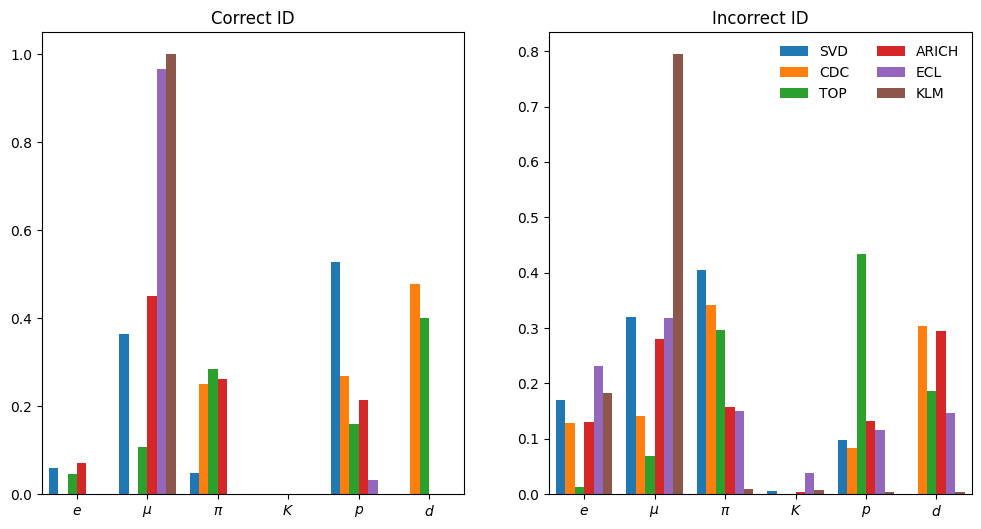 Correct ID
1.0
0.8
0.6
0.4
0.2
0.0
e μ π K p d
Incorrect ID
SVD ARICH
CDC ECL
TOP KLM
0.8
0.7
0.6
0.5
0.4
0.3
0.2
0.1
0.0
e μ π K p d